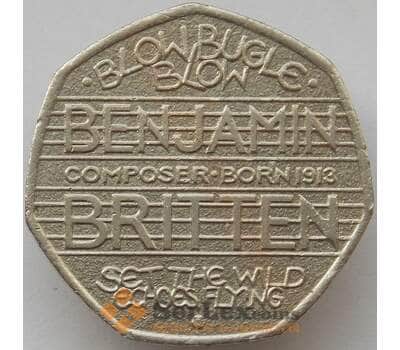 BLOW·BUGLE·
BLOW
BENJAMIN
COMPOSER·BORN 1913
BRITTEN
SET THE WILD
ECHOES FLYING